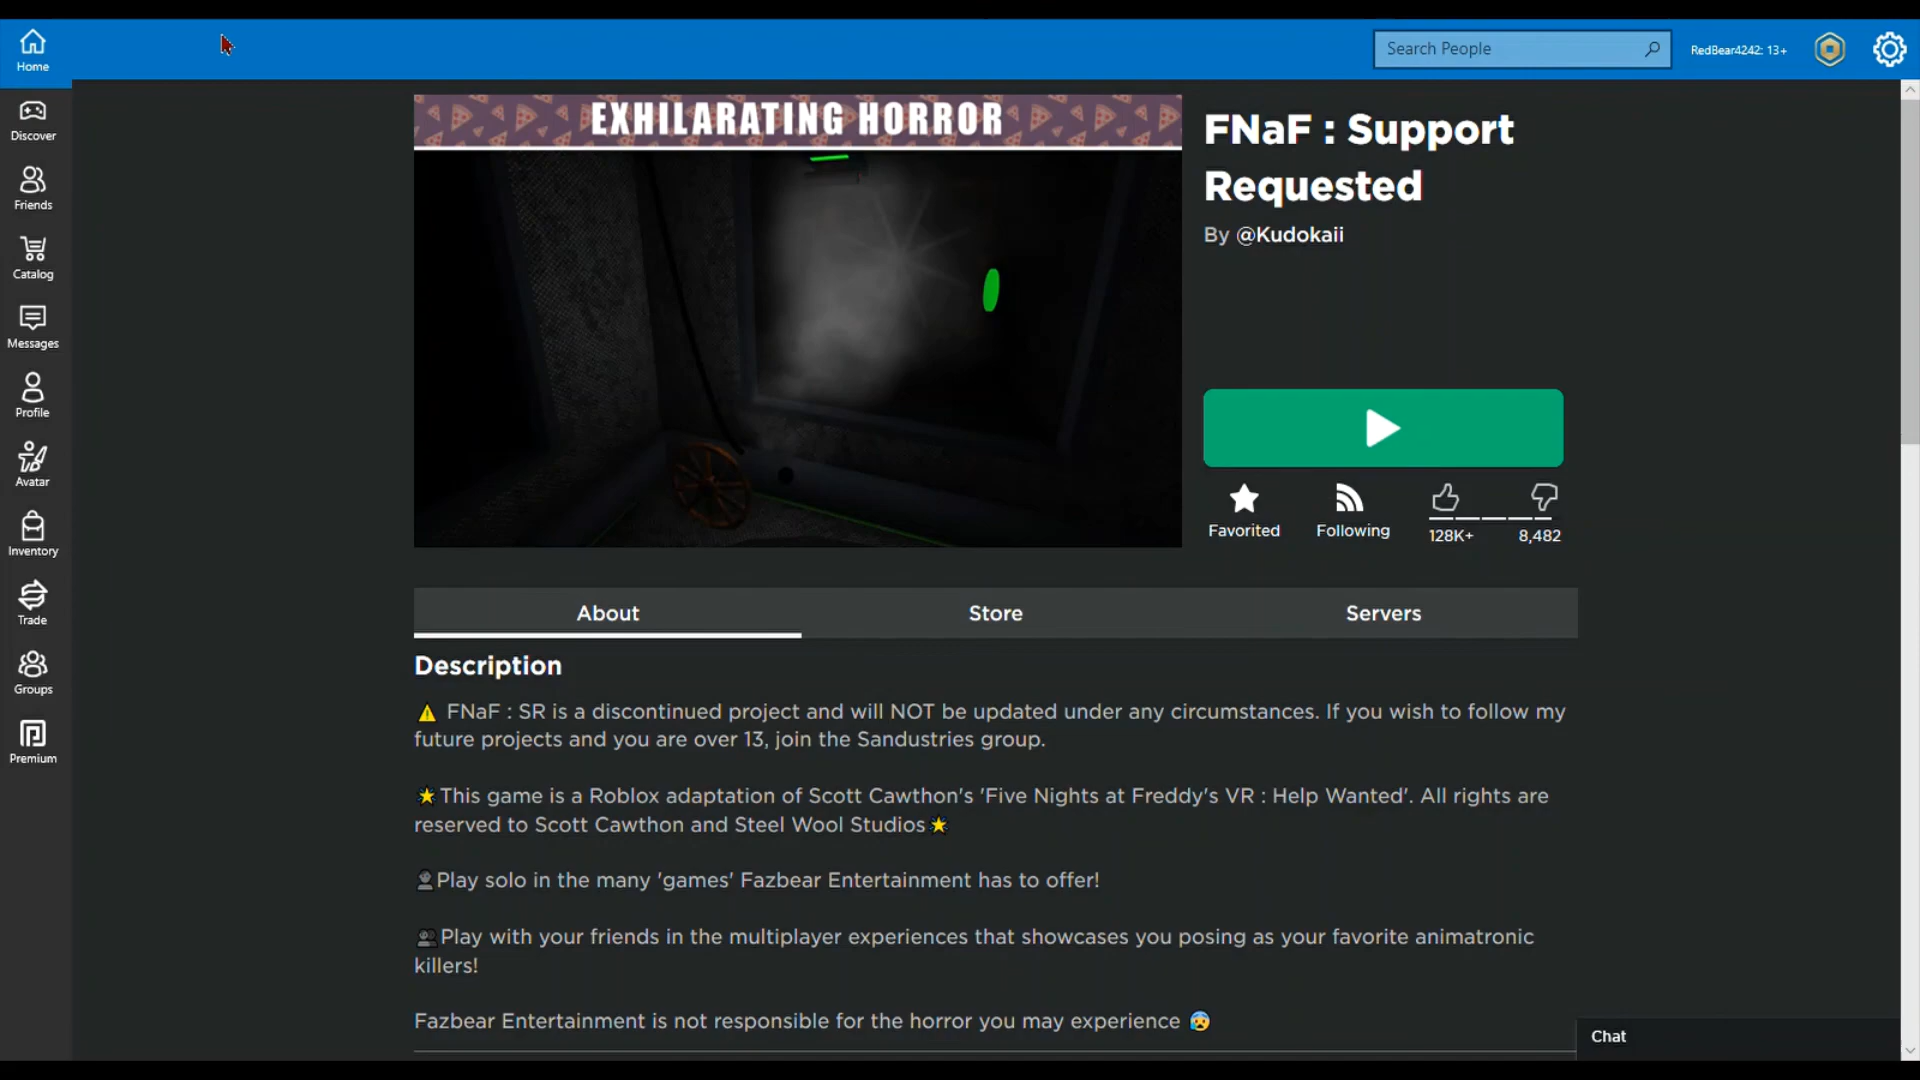 Home
Search People
RedBear4242: 13+
Discover
Friends
Catalog
Messages
Profile
Avatar
Inventory
Trade
Groups
Premium
EXHILARATING HORROR
FNaF : Support
Requested
By @Kudokaii
Favorited
Following
128K+
8,482
About
Store
Servers
Description
⚠ FNaF : SR is a discontinued project and will NOT be updated under any circumstances. If you wish to follow my
future projects and you are over 13, join the Sandustries group.
🌟This game is a Roblox adaptation of Scott Cawthon's 'Five Nights at Freddy's VR : Help Wanted'. All rights are
reserved to Scott Cawthon and Steel Wool Studios🌟
👤Play solo in the many 'games' Fazbear Entertainment has to offer!
👥Play with your friends in the multiplayer experiences that showcases you posing as your favorite animatronic
killers!
Fazbear Entertainment is not responsible for the horror you may experience 😰
Chat